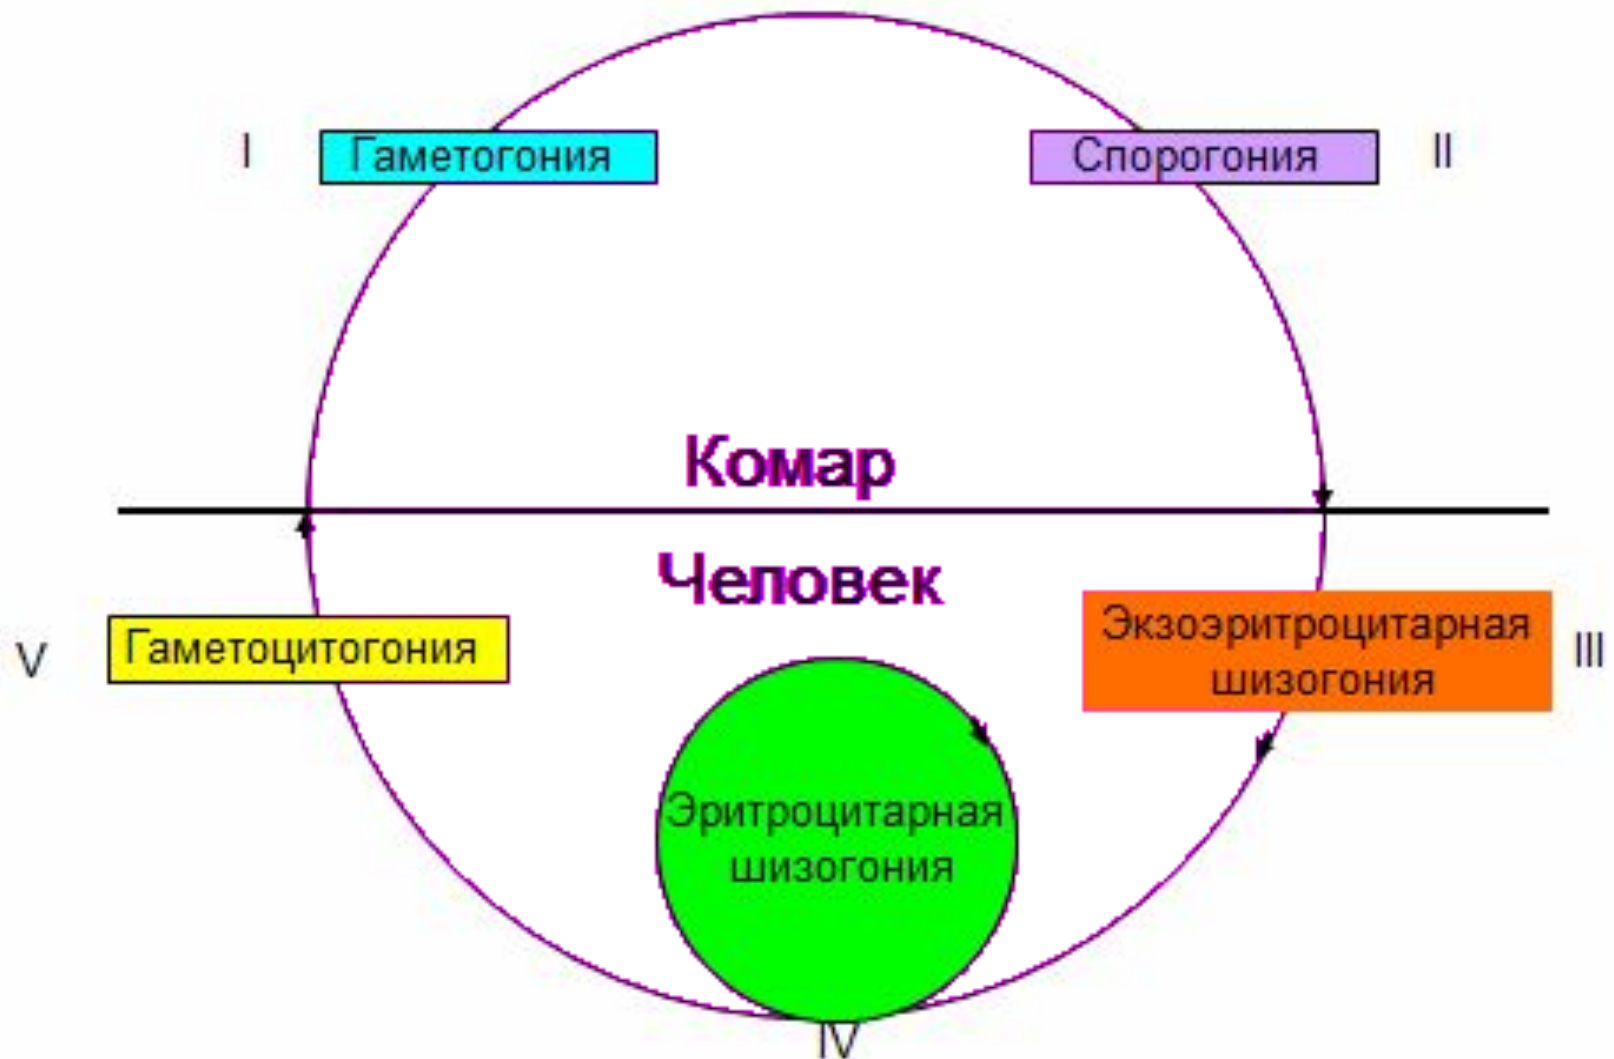 I
Гаметогония
Спорогония
II
Комар
Человек
V
Гаметоцитогония
Экзоэритроцитарная
шизогония
III
Эритроцитарная
шизогония
IV